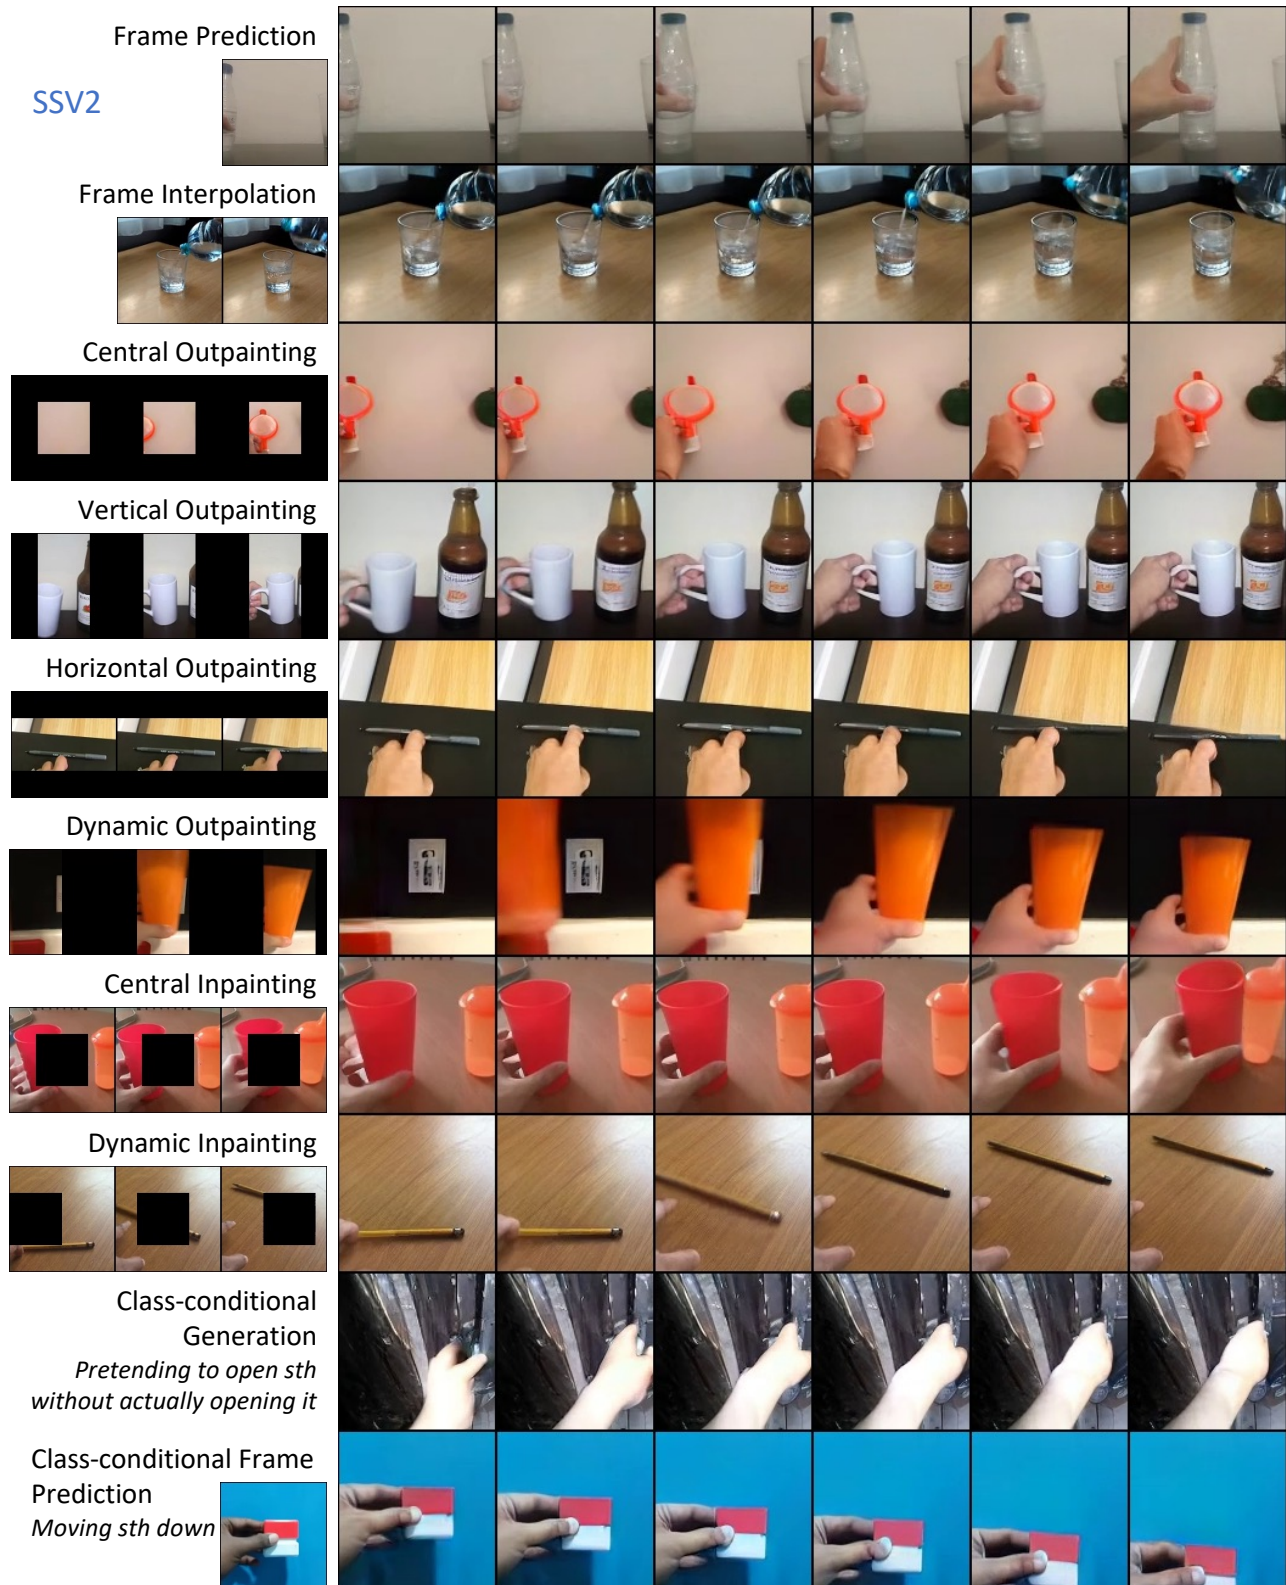 Frame Prediction
SSV2
Frame Interpolation
Central Outpainting
Vertical Outpainting
Horizontal Outpainting
Dynamic Outpainting
Central Inpainting
Dynamic Inpainting
Class-conditional
Generation
Pretending to open sth
without actually opening it
Class-conditional Frame
Prediction
Moving sth down